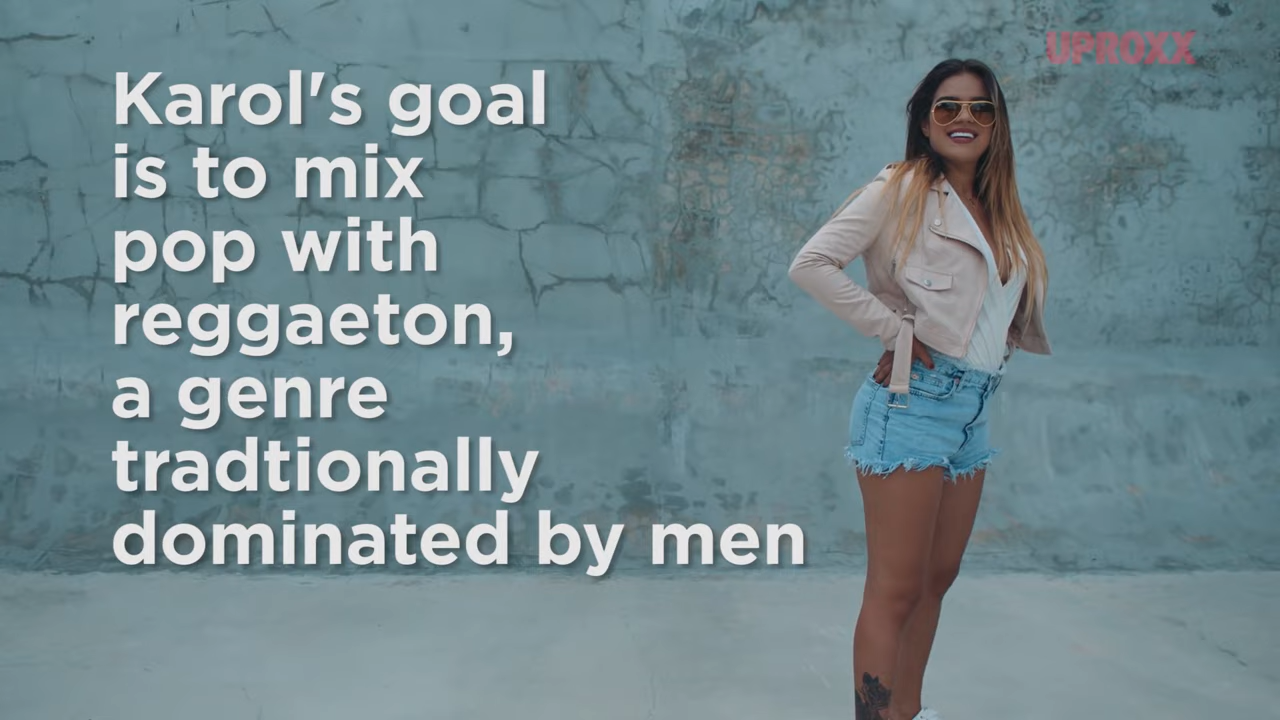 UPROXX
Karol's goal
is to mix
pop with
reggaeton,
a genre
tradtionally
dominated by men